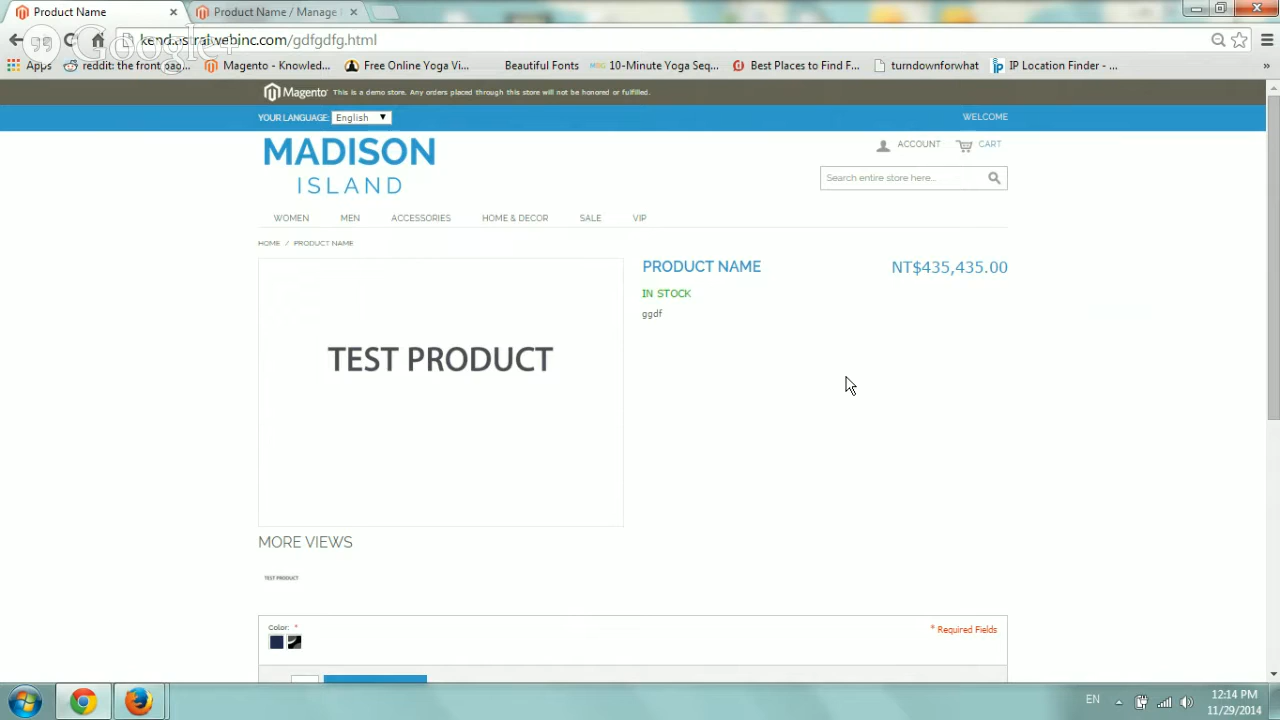 Product Name
Product Name / Manage
kendastralwebinc.com/gdfgdfg.html
Google+
Apps
reddit: the front pag...
Magento - Knowled...
Free Online Yoga Vi...
Beautiful Fonts
10-Minute Yoga Seq...
Best Places to Find F...
turndownforwhat
IP Location Finder - ...
»
Magento
This is a demo store. Any orders placed through this store will not be honored or fulfilled.
YOUR LANGUAGE: English
WELCOME
MADISON
ISLAND
ACCOUNT
CART
Search entire store here...
WOMEN
MEN
ACCESSORIES
HOME & DECOR
SALE
VIP
HOME / PRODUCT NAME
PRODUCT NAME
NT$435,435.00
IN STOCK
ggdf
TEST PRODUCT
MORE VIEWS
TEST PRODUCT
Color: *
* Required Fields
EN
12:14 PM
11/29/2014